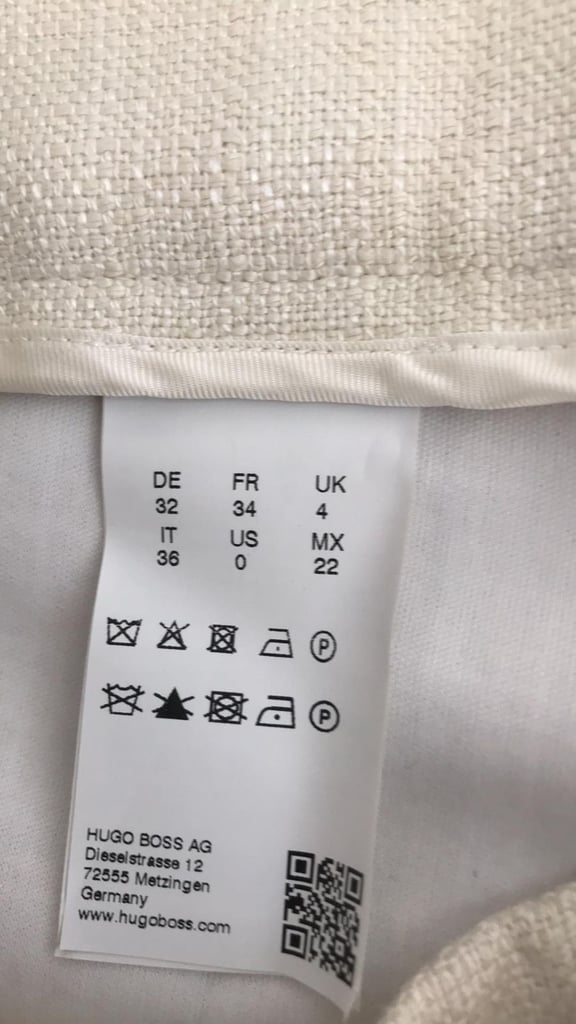 DE FR UK
32 34 4
IT US MX
36 0 22
P
P
HUGO BOSS AG
Dieselstrasse 12
72555 Metzingen
Germany
www.hugoboss.com